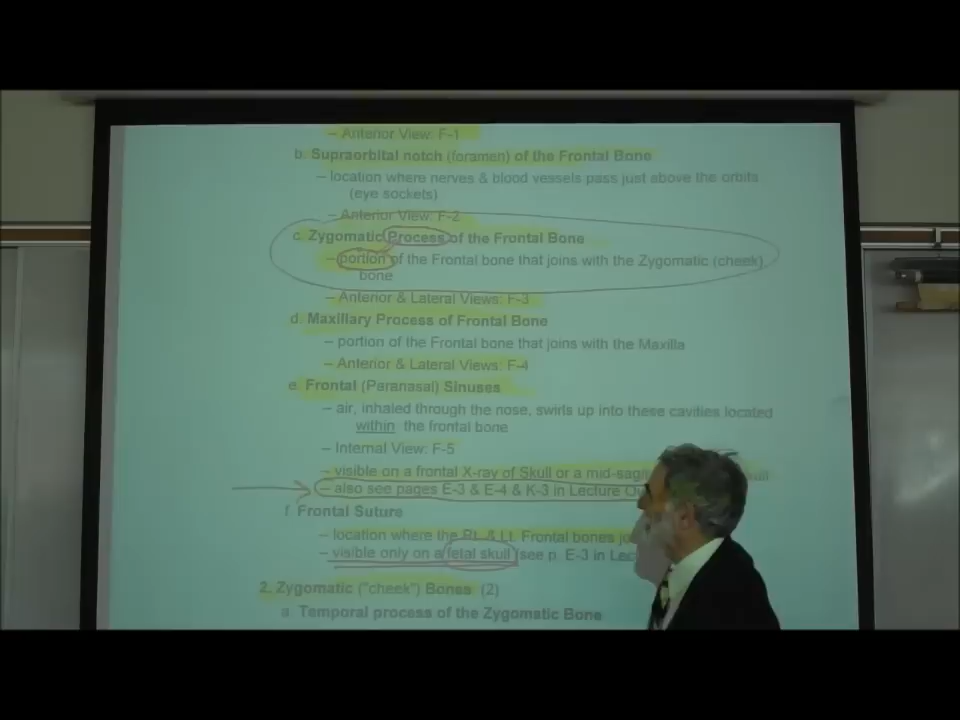 – Anterior View: F-1
b. Supraorbital notch (foramen) of the Frontal Bone
– location where nerves & blood vessels pass just above the orbits
(eye sockets)
– Anterior View: F-2
c. Zygomatic Process of the Frontal Bone
– portion of the Frontal bone that joins with the Zygomatic (cheek)
bone
– Anterior & Lateral Views: F-3
d. Maxillary Process of Frontal Bone
– portion of the Frontal bone that joins with the Maxilla
– Anterior & Lateral Views: F-4
e. Frontal (Paranasal) Sinuses
– air, inhaled through the nose, swirls up into these cavities located
within the frontal bone
– Internal View: F-5
– visible on a frontal X-ray of Skull or a
– also see pages E-3 & E-4 & K-3 in Lecture
f. Frontal Suture
– location where the Rt. & Lt. Frontal bones
– visible only on a fetal skull (see p. E-3 in
2. Zygomatic ("cheek") Bones (2)
a. Temporal process of the Zygomatic Bone